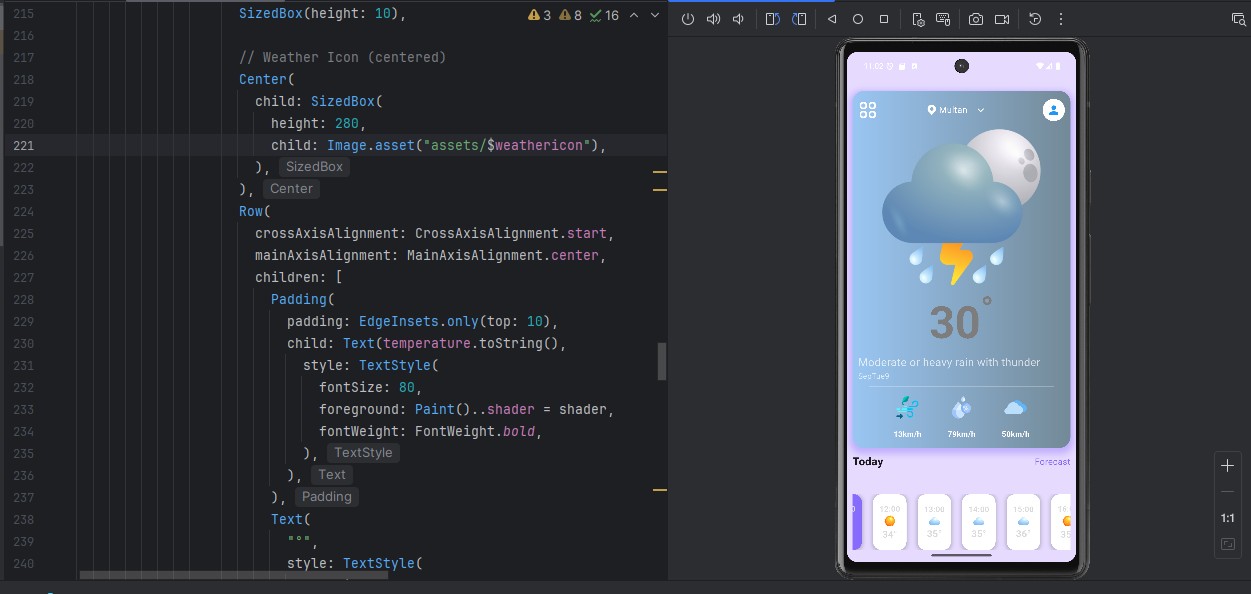 215 SizedBox(height: 10), 3 8 16
216
217 // Weather Icon (centered)
218 Center(
219 child: SizedBox(
220 height: 280,
221 child: Image.asset("assets/$weathericon"),
222 ), SizedBox
223 ), Center
224 Row(
225 crossAxisAlignment: CrossAxisAlignment.start,
226 mainAxisAlignment: MainAxisAlignment.center,
227 children: [
228 Padding(
229 padding: EdgeInsets.only(top: 10),
230 child: Text(temperature.toString(),
231 style: TextStyle(
232 fontSize: 80,
233 foreground: Paint()..shader = shader,
234 fontWeight: FontWeight.bold,
235 ), TextStyle
236 ), Text
237 ), Padding
238 Text(
239 "°",
240 style: TextStyle(
11:02
Multan
30°
Moderate or heavy rain with thunder
SepTue9
13km/h 79km/h 50km/h
Today Forecast
12:00 13:00 14:00 15:00 16
34° 35° 35° 36° 35
1:1